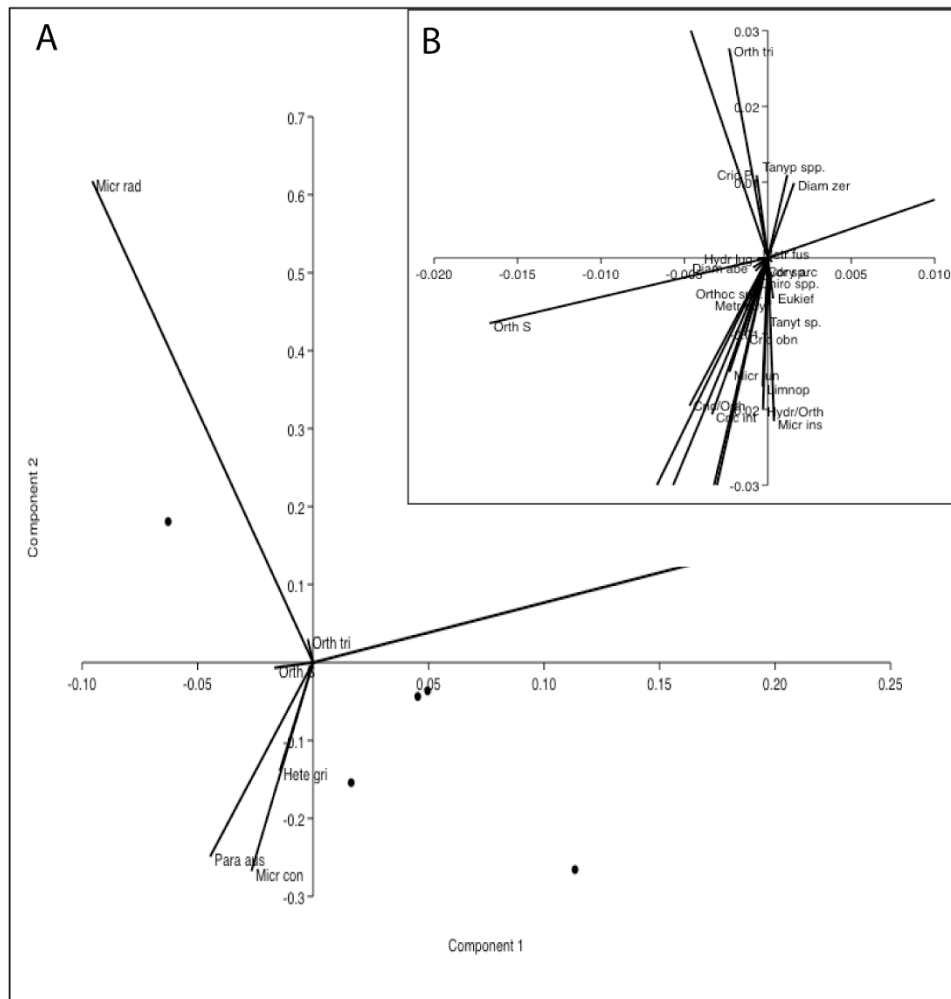 A
B
0.03
Orth tri
0.02
Tanyp spp.
Diam zer
-0.020
-0.015
-0.010
0.005
0.010
Hydr lug
Diam abe
Orthoc
Eukief
Orth S
Tanyt sp.
obn
Limnop
Hydr/Orth
Cric int
Micr ins
-0.03
0.7
Micr rad
0.6
0.5
0.4
0.3
Component 2
0.2
0.1
Orth tri
-0.10
-0.05
Orth
0.05
0.10
0.15
0.20
0.25
-0.1
Hete gri
-0.2
Para aus
Micr con
-0.3
Component 1